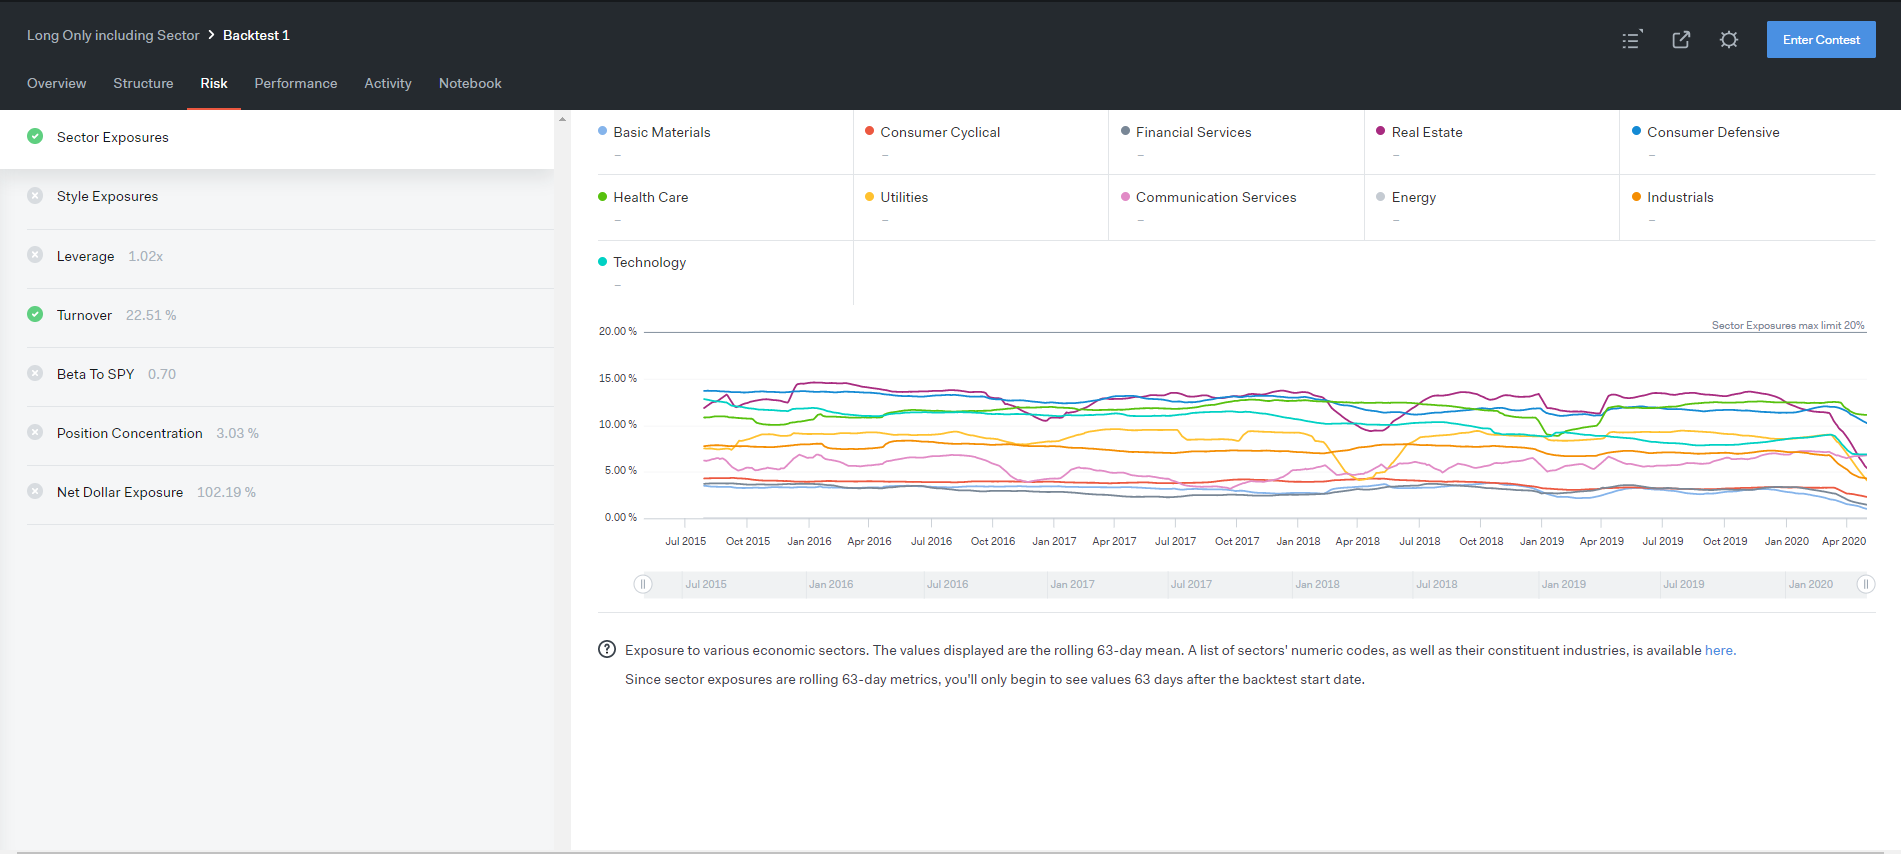 Long Only including Sector > Backtest 1
Enter Contest
Overview Structure Risk Performance Activity Notebook
Sector Exposures
Style Exposures
Leverage 1.02x
Turnover 22.51 %
Beta To SPY 0.70
Position Concentration 3.03 %
Net Dollar Exposure 102.19 %
Basic Materials Consumer Cyclical Financial Services Real Estate Consumer Defensive
– – – – –
Health Care Utilities Communication Services Energy Industrials
– – – – –
Technology
–
Sector Exposures max limit 20%
20.00 %
15.00 %
10.00 %
5.00 %
0.00 %
Jul 2015 Oct 2015 Jan 2016 Apr 2016 Jul 2016 Oct 2016 Jan 2017 Apr 2017 Jul 2017 Oct 2017 Jan 2018 Apr 2018 Jul 2018 Oct 2018 Jan 2019 Apr 2019 Jul 2019 Oct 2019 Jan 2020 Apr 2020
Jul 2015 Jan 2016 Jul 2016 Jan 2017 Jul 2017 Jan 2018 Jul 2018 Jan 2019 Jul 2019 Jan 2020
? Exposure to various economic sectors. The values displayed are the rolling 63-day mean. A list of sectors' numeric codes, as well as their constituent industries, is available here.
Since sector exposures are rolling 63-day metrics, you'll only begin to see values 63 days after the backtest start date.